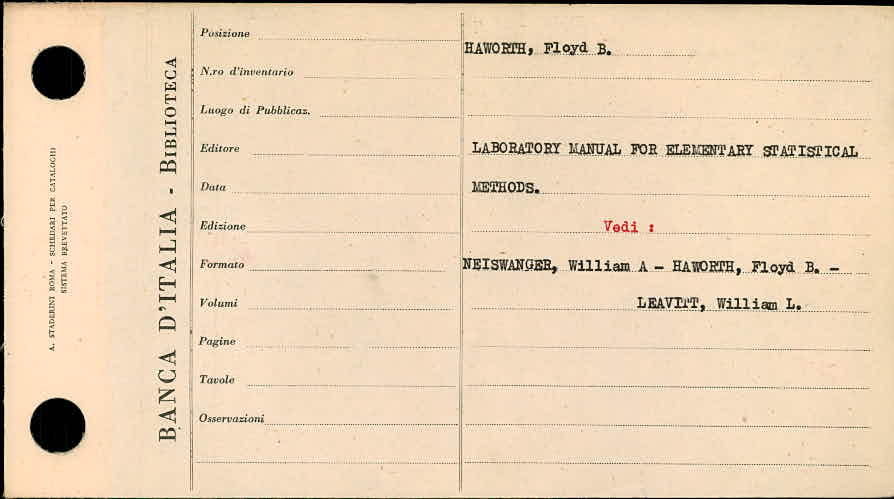 A. STADERINI ROMA - SCHEDARI PER CATALOGHI
SISTEMA BREVETTATO
BANCA D'ITALIA - BIBLIOTECA
Posizione
N.ro d'inventario
Luogo di Pubblicaz.
Editore
Data
Edizione
Formato
Volumi
Pagine
Tavole
Osservazioni
HAWORTH, Floyd B.
LABORATORY MANUAL FOR ELEMENTARY STATISTICAL
METHODS.
Vedi :
NEISWANGER, William A - HAWORTH, Floyd B. -
LEAVITT, William L.